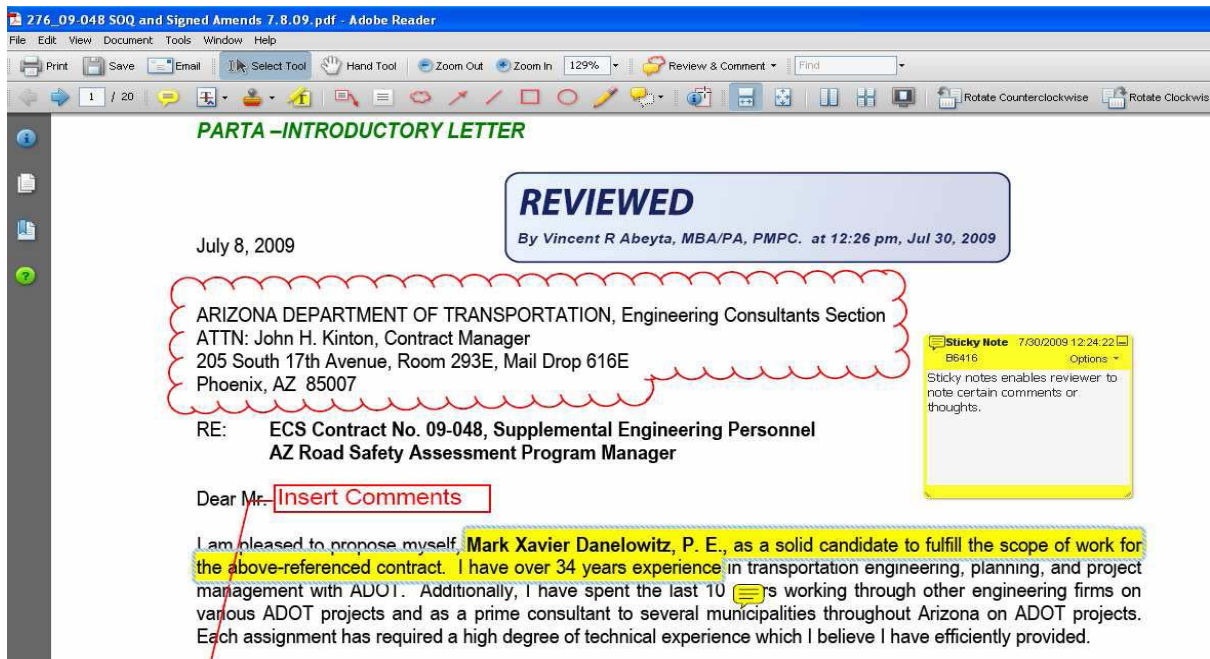 276_09-048 SOQ and Signed Amends 7.8.09.pdf - Adobe Reader
File Edit View Document Tools Window Help
Print Save Email Select Tool Hand Tool Zoom Out Zoom In 129% Review & Comment Find
1 / 20 Rotate Counterclockwise Rotate Clockwis
PARTA –INTRODUCTORY LETTER
REVIEWED
By Vincent R Abeyta, MBA/PA, PMPC. at 12:26 pm, Jul 30, 2009
July 8, 2009
ARIZONA DEPARTMENT OF TRANSPORTATION, Engineering Consultants Section
ATTN: John H. Kinton, Contract Manager
205 South 17th Avenue, Room 293E, Mail Drop 616E
Phoenix, AZ 85007
Sticky Note 7/30/2009 12:24:22
B6416 Options
Sticky notes enables reviewer to
note certain comments or
thoughts.
RE: ECS Contract No. 09-048, Supplemental Engineering Personnel
AZ Road Safety Assessment Program Manager
Dear Mr. Insert Comments
I am pleased to propose myself, Mark Xavier Danelowitz, P. E., as a solid candidate to fulfill the scope of work for
the above-referenced contract. I have over 34 years experience in transportation engineering, planning, and project
management with ADOT. Additionally, I have spent the last 10 rs working through other engineering firms on
various ADOT projects and as a prime consultant to several municipalities throughout Arizona on ADOT projects.
Each assignment has required a high degree of technical experience which I believe I have efficiently provided.